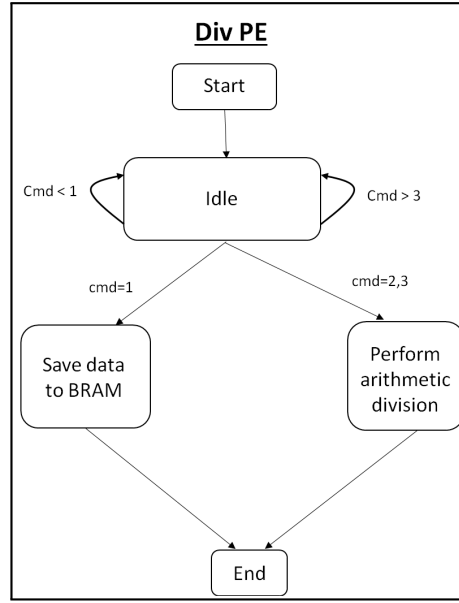 Div PE
Start
Cmd < 1
Idle
Cmd > 3
cmd=1
cmd=2,3
Save data
to BRAM
Perform
arithmetic
division
End